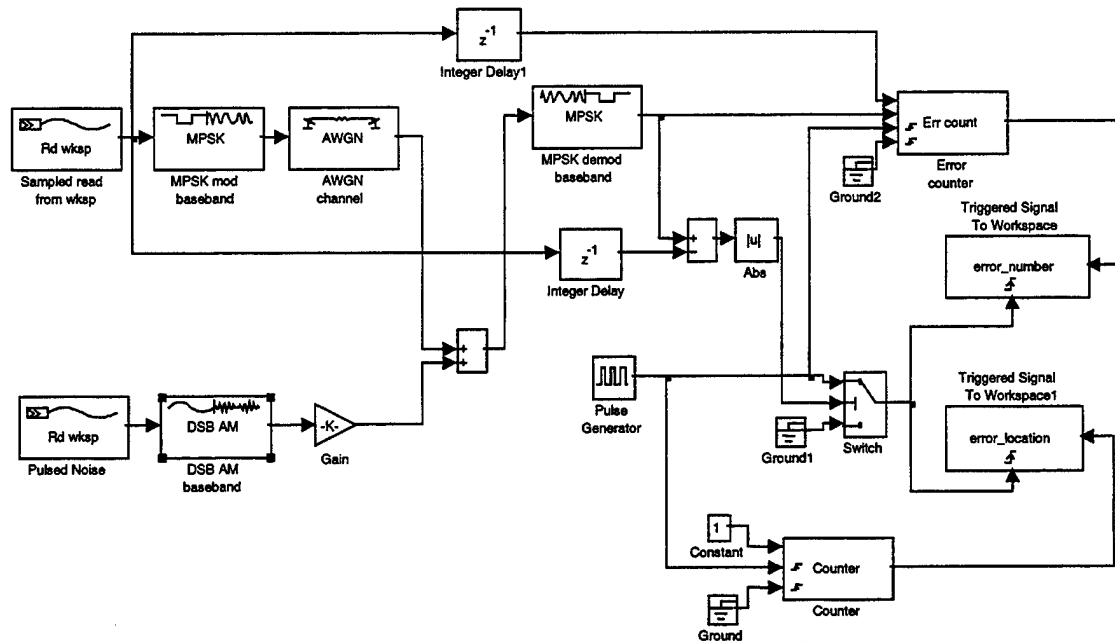 z-1
Integer Delay1
Rd wksp
Sampled read
from wksp
MPSK
MPSK mod
baseband
AWGN
AWGN
channel
MPSK
MPSK demod
baseband
Err count
Error
counter
Ground2
z-1
Integer Delay
+
−
|u|
Abs
Triggered Signal
To Workspace
error_number
+
+
Pulse
Generator
Ground1
Switch
Triggered Signal
To Workspace1
error_location
Rd wksp
Pulsed Noise
DSB AM
DSB AM
baseband
-K-
Gain
1
Constant
Counter
Counter
Ground